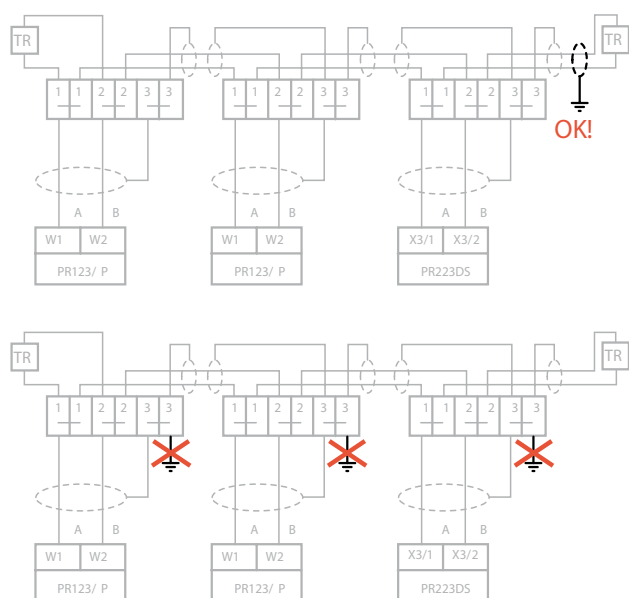 TR TR
1 1 2 2 3 3 1 1 2 2 3 3 1 1 2 2 3 3
OK!
A B A B A B
W1 W2 W1 W2 X3/1 X3/2
PR123/ P PR123/ P PR223DS
TR TR
1 1 2 2 3 3 1 1 2 2 3 3 1 1 2 2 3 3
A B A B A B
W1 W2 W1 W2 X3/1 X3/2
PR123/ P PR123/ P PR223DS